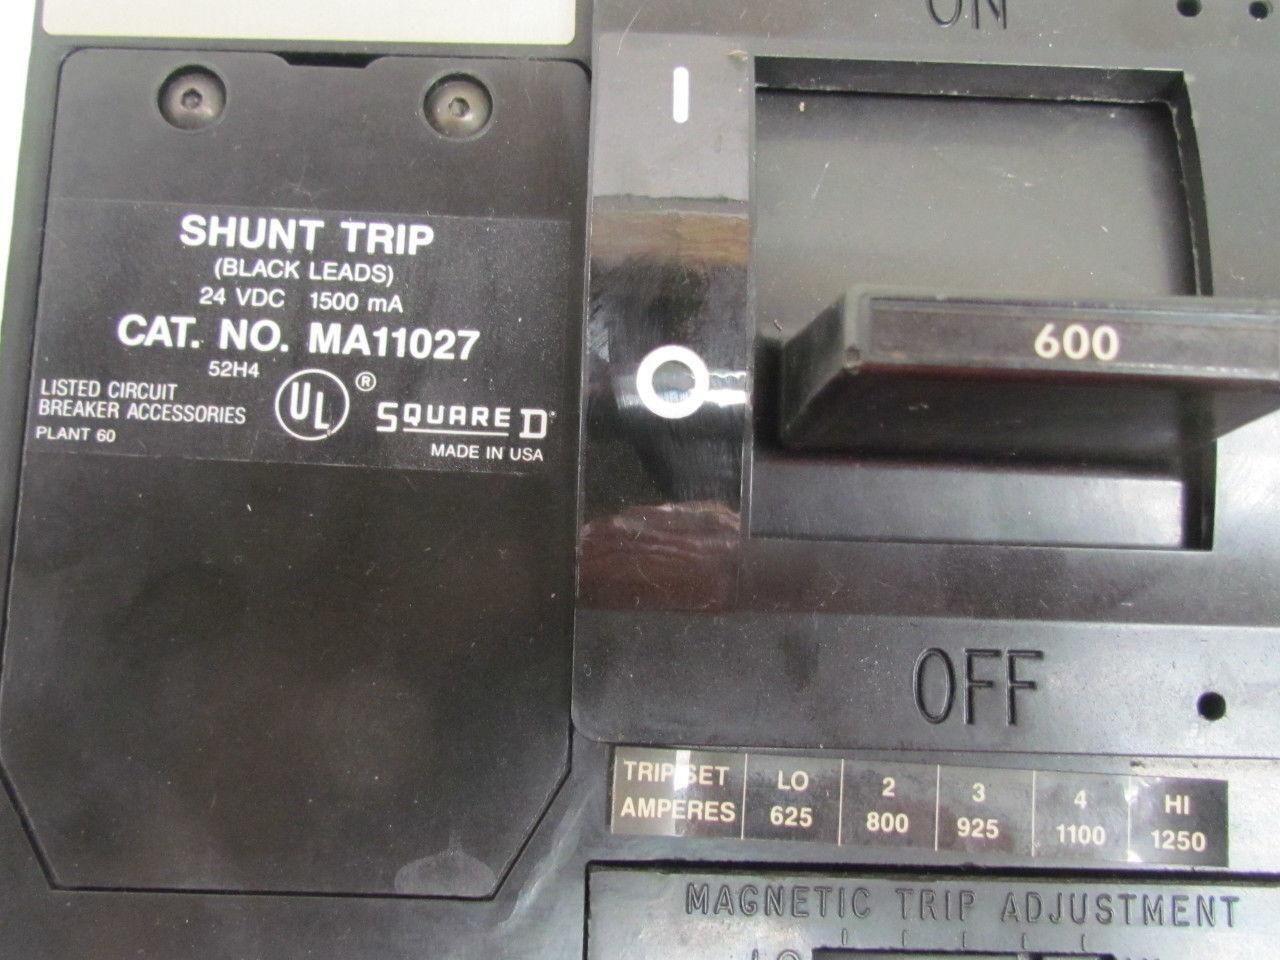 ON
SHUNT TRIP
(BLACK LEADS)
24 VDC 1500 mA
CAT. NO. MA11027
52H4
LISTED CIRCUIT
BREAKER ACCESSORIES
PLANT 60
UL ®
SQUARE D
MADE IN USA
600
OFF
TRIP SET LO 2 3 4 HI
AMPERES 625 800 925 1100 1250
MAGNETIC TRIP ADJUSTMENT
LO